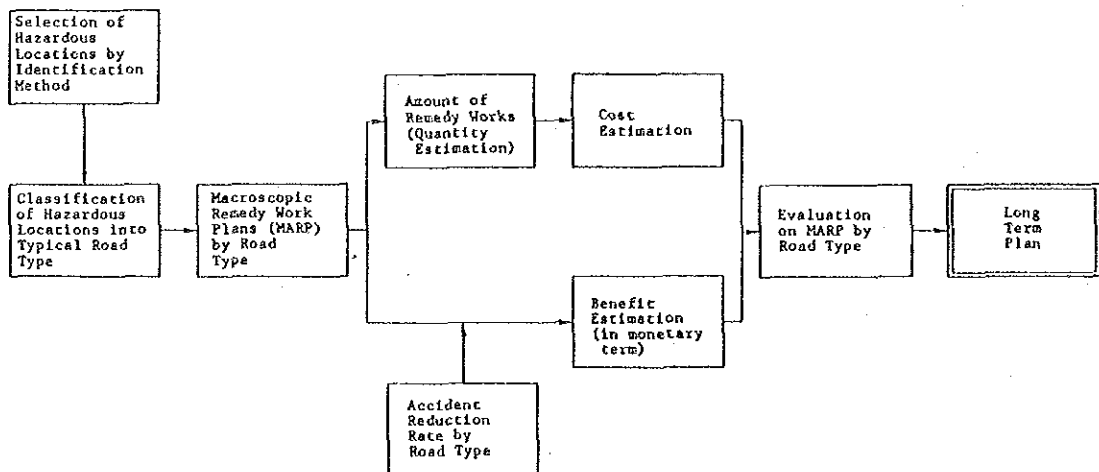 Selection of
Hazardous
Locations by
Identification
Method
Classification
of Hazardous
Locations into
Typical Road
Type
Macroscopic
Remedy Work
Plans (MARP)
by Road
Type
Amount of
Remedy Works
(Quantity
Estimation)
Cost
Estimation
Benefit
Estimation
(in monetary
term)
Accident
Reduction
Rate by
Road Type
Evaluation
on MARP by
Road Type
Long
Term
Plan